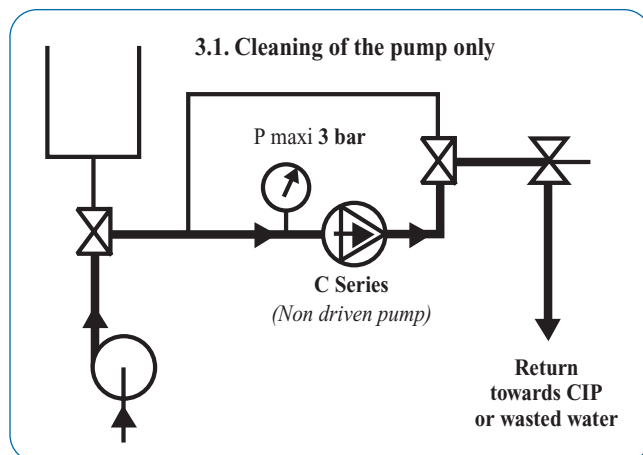 3.1. Cleaning of the pump only
P maxi 3 bar
C Series
(Non driven pump)
Return
towards CIP
or wasted water